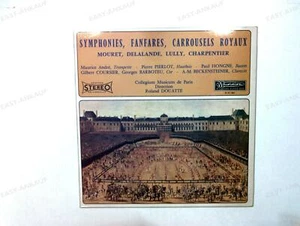 SYMPHONIES, FANFARES, CARROUSELS ROYAUX
MOURET, DELALANDE, LULLY, CHARPENTIER
Maurice André, Trompette - Pierre PIERLOT, Hautbois - Paul HONGNE, Basson
Gilbert COURSIER, Georges BARBOTEU, Cor - A.-M. BECKENSTEINER, Clavecin
STEREO
Collegium Musicum de Paris
Direction
Roland DOUATTE